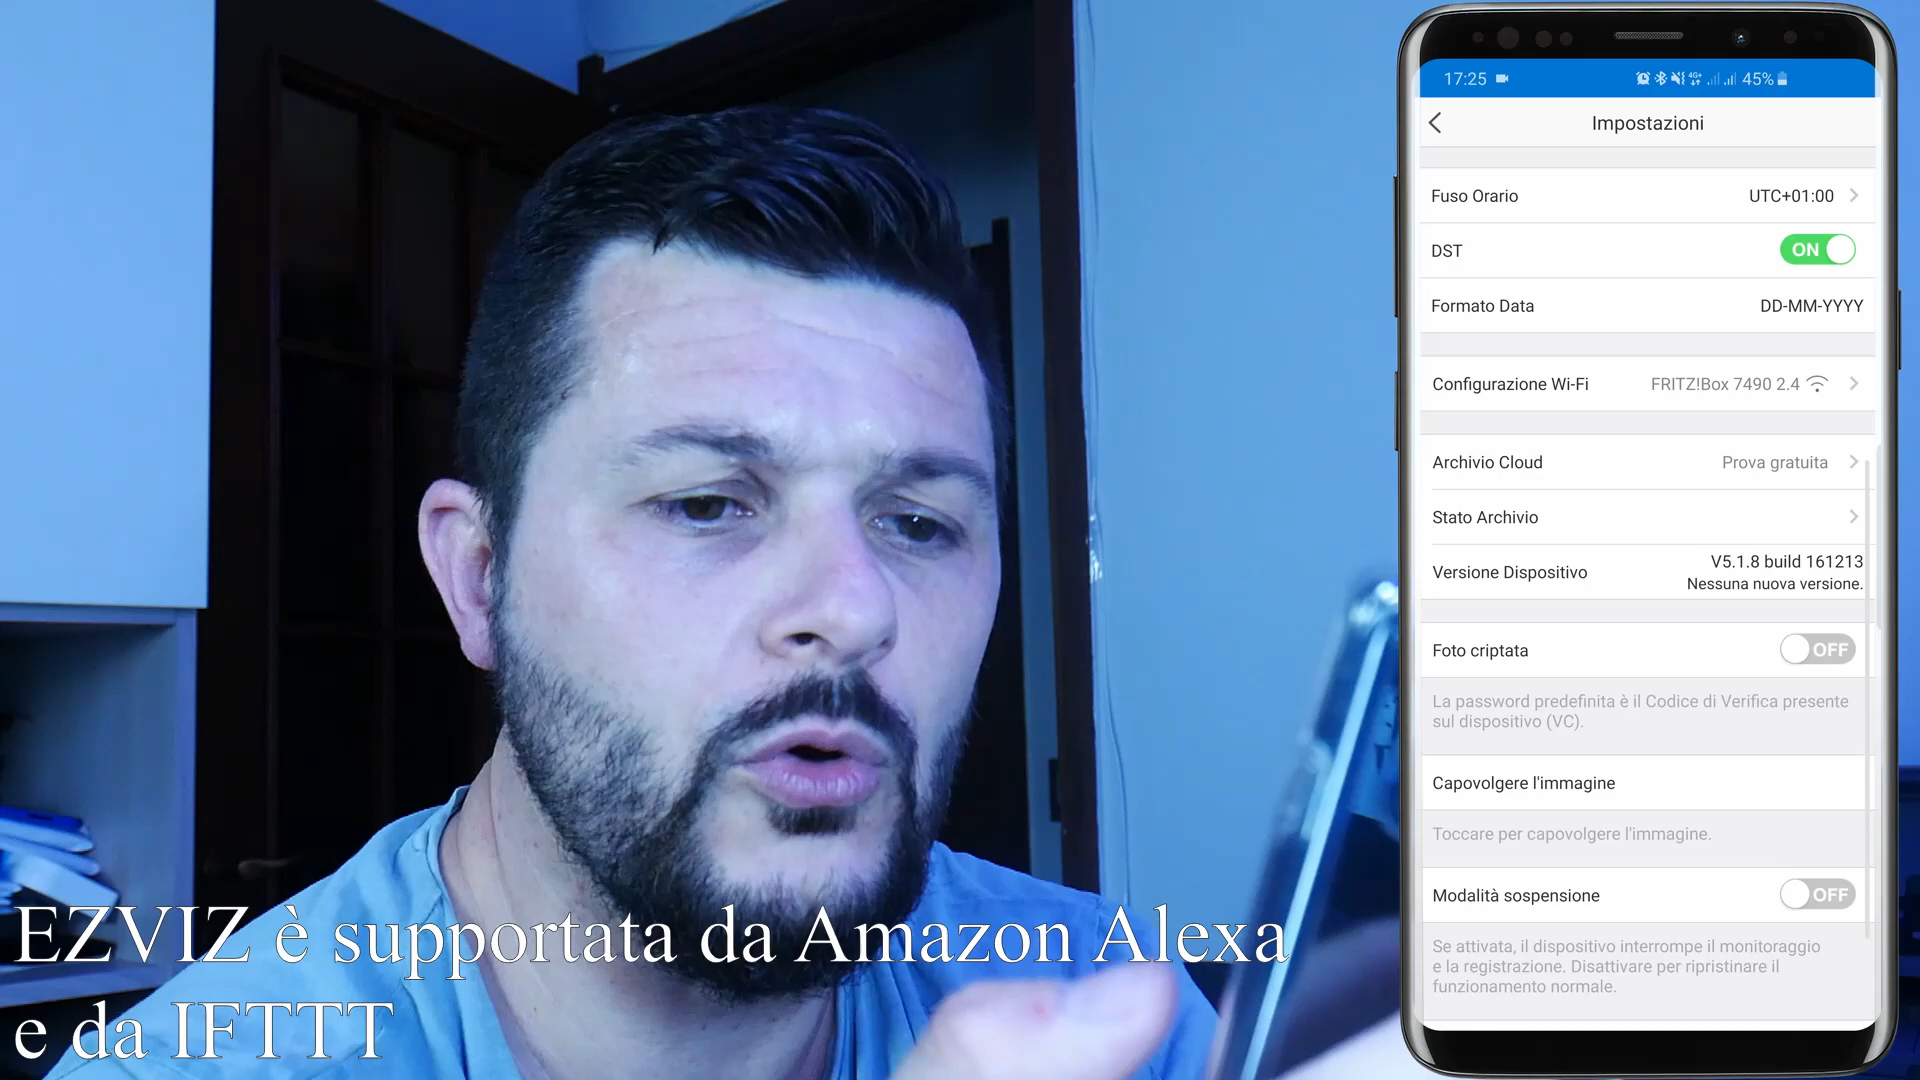 17:25
4G+
45%
Impostazioni
Fuso Orario
UTC+01:00
DST
ON
Formato Data
DD-MM-YYYY
Configurazione Wi-Fi
FRITZ!Box 7490 2.4
Archivio Cloud
Prova gratuita
Stato Archivio
Versione Dispositivo
V5.1.8 build 161213
Nessuna nuova versione.
Foto criptata
OFF
La password predefinita è il Codice di Verifica presente
sul dispositivo (VC).
Capovolgere l'immagine
Toccare per capovolgere l'immagine.
Modalità sospensione
OFF
Se attivata, il dispositivo interrompe il monitoraggio
e la registrazione. Disattivare per ripristinare il
funzionamento normale.
EZVIZ è supportata da Amazon Alexa
e da IFTTT